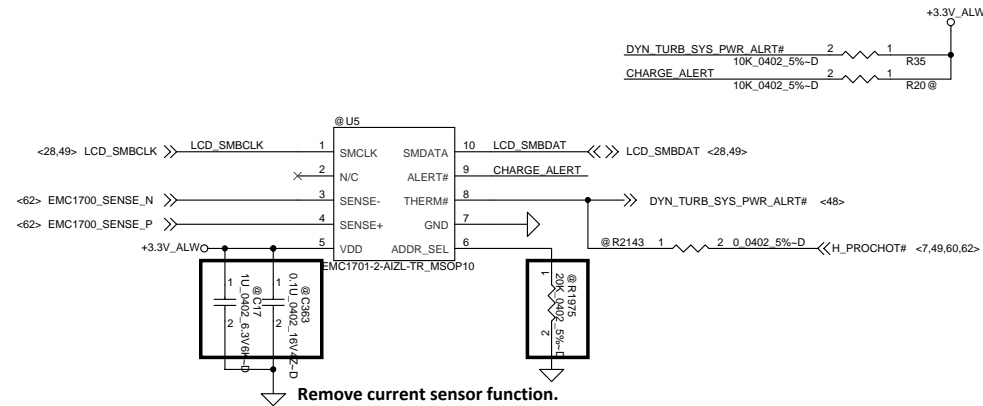 +3.3V_ALW
DYN_TURB_SYS_PWR_ALRT# 2 1
10K_0402_5%~D R35
CHARGE_ALERT 2 1
10K_0402_5%~D R20@
@U5
<28,49> LCD_SMBCLK LCD_SMBCLK 1 SMCLK SMDATA 10 LCD_SMBDAT LCD_SMBDAT <28,49>
2 N/C ALERT# 9 CHARGE_ALERT
<62> EMC1700_SENSE_N 3 SENSE- THERM# 8 DYN_TURB_SYS_PWR_ALRT# <48>
<62> EMC1700_SENSE_P 4 SENSE+ GND 7
+3.3V_ALW 5 VDD ADDR_SEL 6 @R2143 1 2 0_0402_5%~D H_PROCHOT# <7,49,60,62>
EMC1701-2-AIZL-TR_MSOP10
1 2 @C17
1U_0402_6.3V6K~D
1 2 @C363
0.1U_0402_16V4Z~D
1 2 @R1975
20K_0402_5%~D
Remove current sensor function.